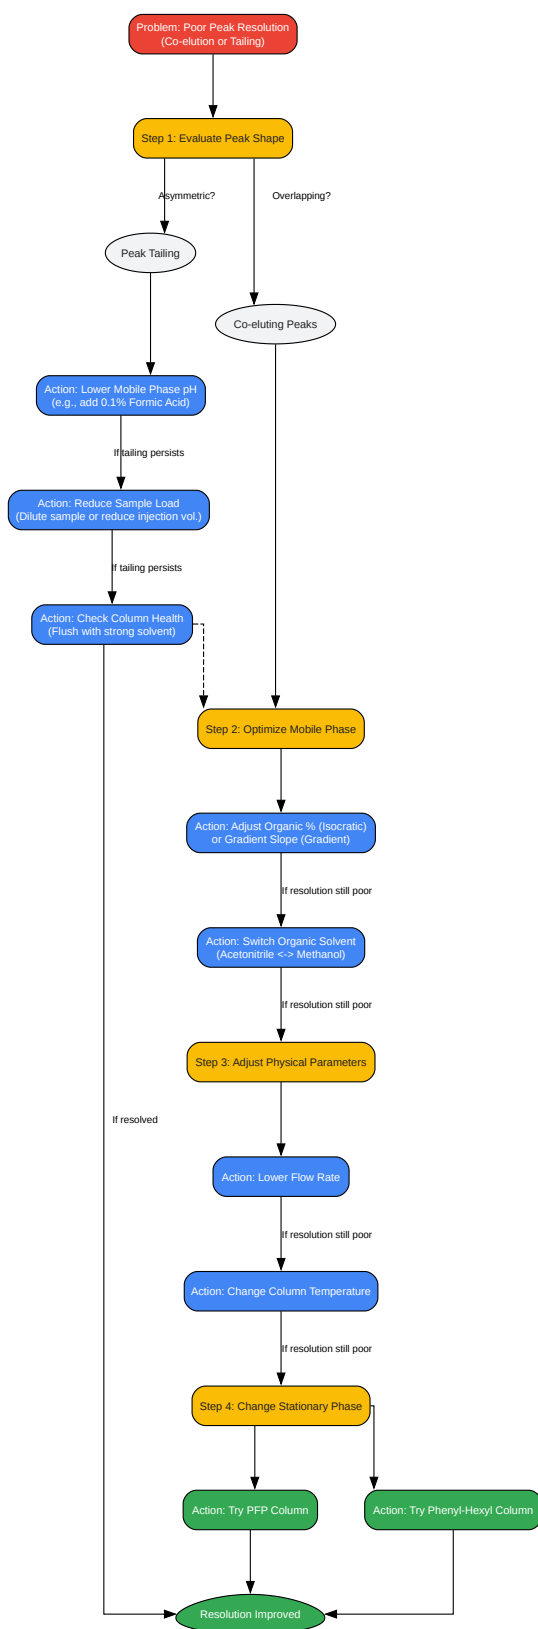 Problem: Poor Peak Resolution
(Co-elution or Tailing)
Step 1: Evaluate Peak Shape
Asymmetric?
Overlapping?
Peak Tailing
Co-eluting Peaks
Action: Lower Mobile Phase pH
(e.g., add 0.1% Formic Acid)
If tailing persists
Action: Reduce Sample Load
(Dilute sample or reduce injection vol.)
If tailing persists
Action: Check Column Health
(Flush with strong solvent)
Step 2: Optimize Mobile Phase
Action: Adjust Organic % (Isocratic)
or Gradient Slope (Gradient)
If resolution still poor
Action: Switch Organic Solvent
(Acetonitrile <-> Methanol)
If resolution still poor
Step 3: Adjust Physical Parameters
If resolved
Action: Lower Flow Rate
If resolution still poor
Action: Change Column Temperature
If resolution still poor
Step 4: Change Stationary Phase
Action: Try PFP Column
Action: Try Phenyl-Hexyl Column
Resolution Improved